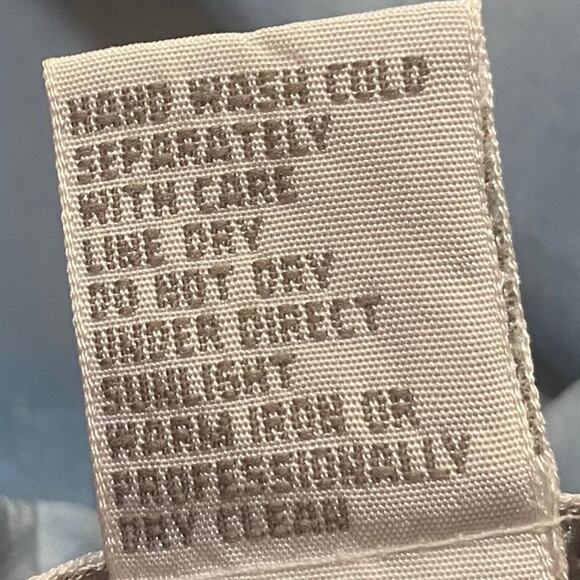 HAND WASH COLD
SEPARATELY
WITH CARE
LINE DRY
DO NOT DRY
UNDER DIRECT
SUNLIGHT
WARM IRON OR
PROFESSIONALLY
DRY CLEAN